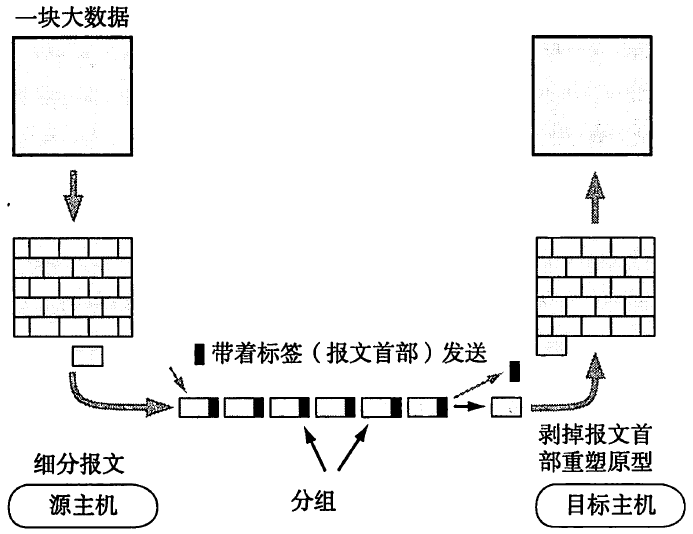 一块大数据
带着标签（报文首部）发送
细分报文
源主机
分组
剥掉报文首
部重塑原型
目标主机